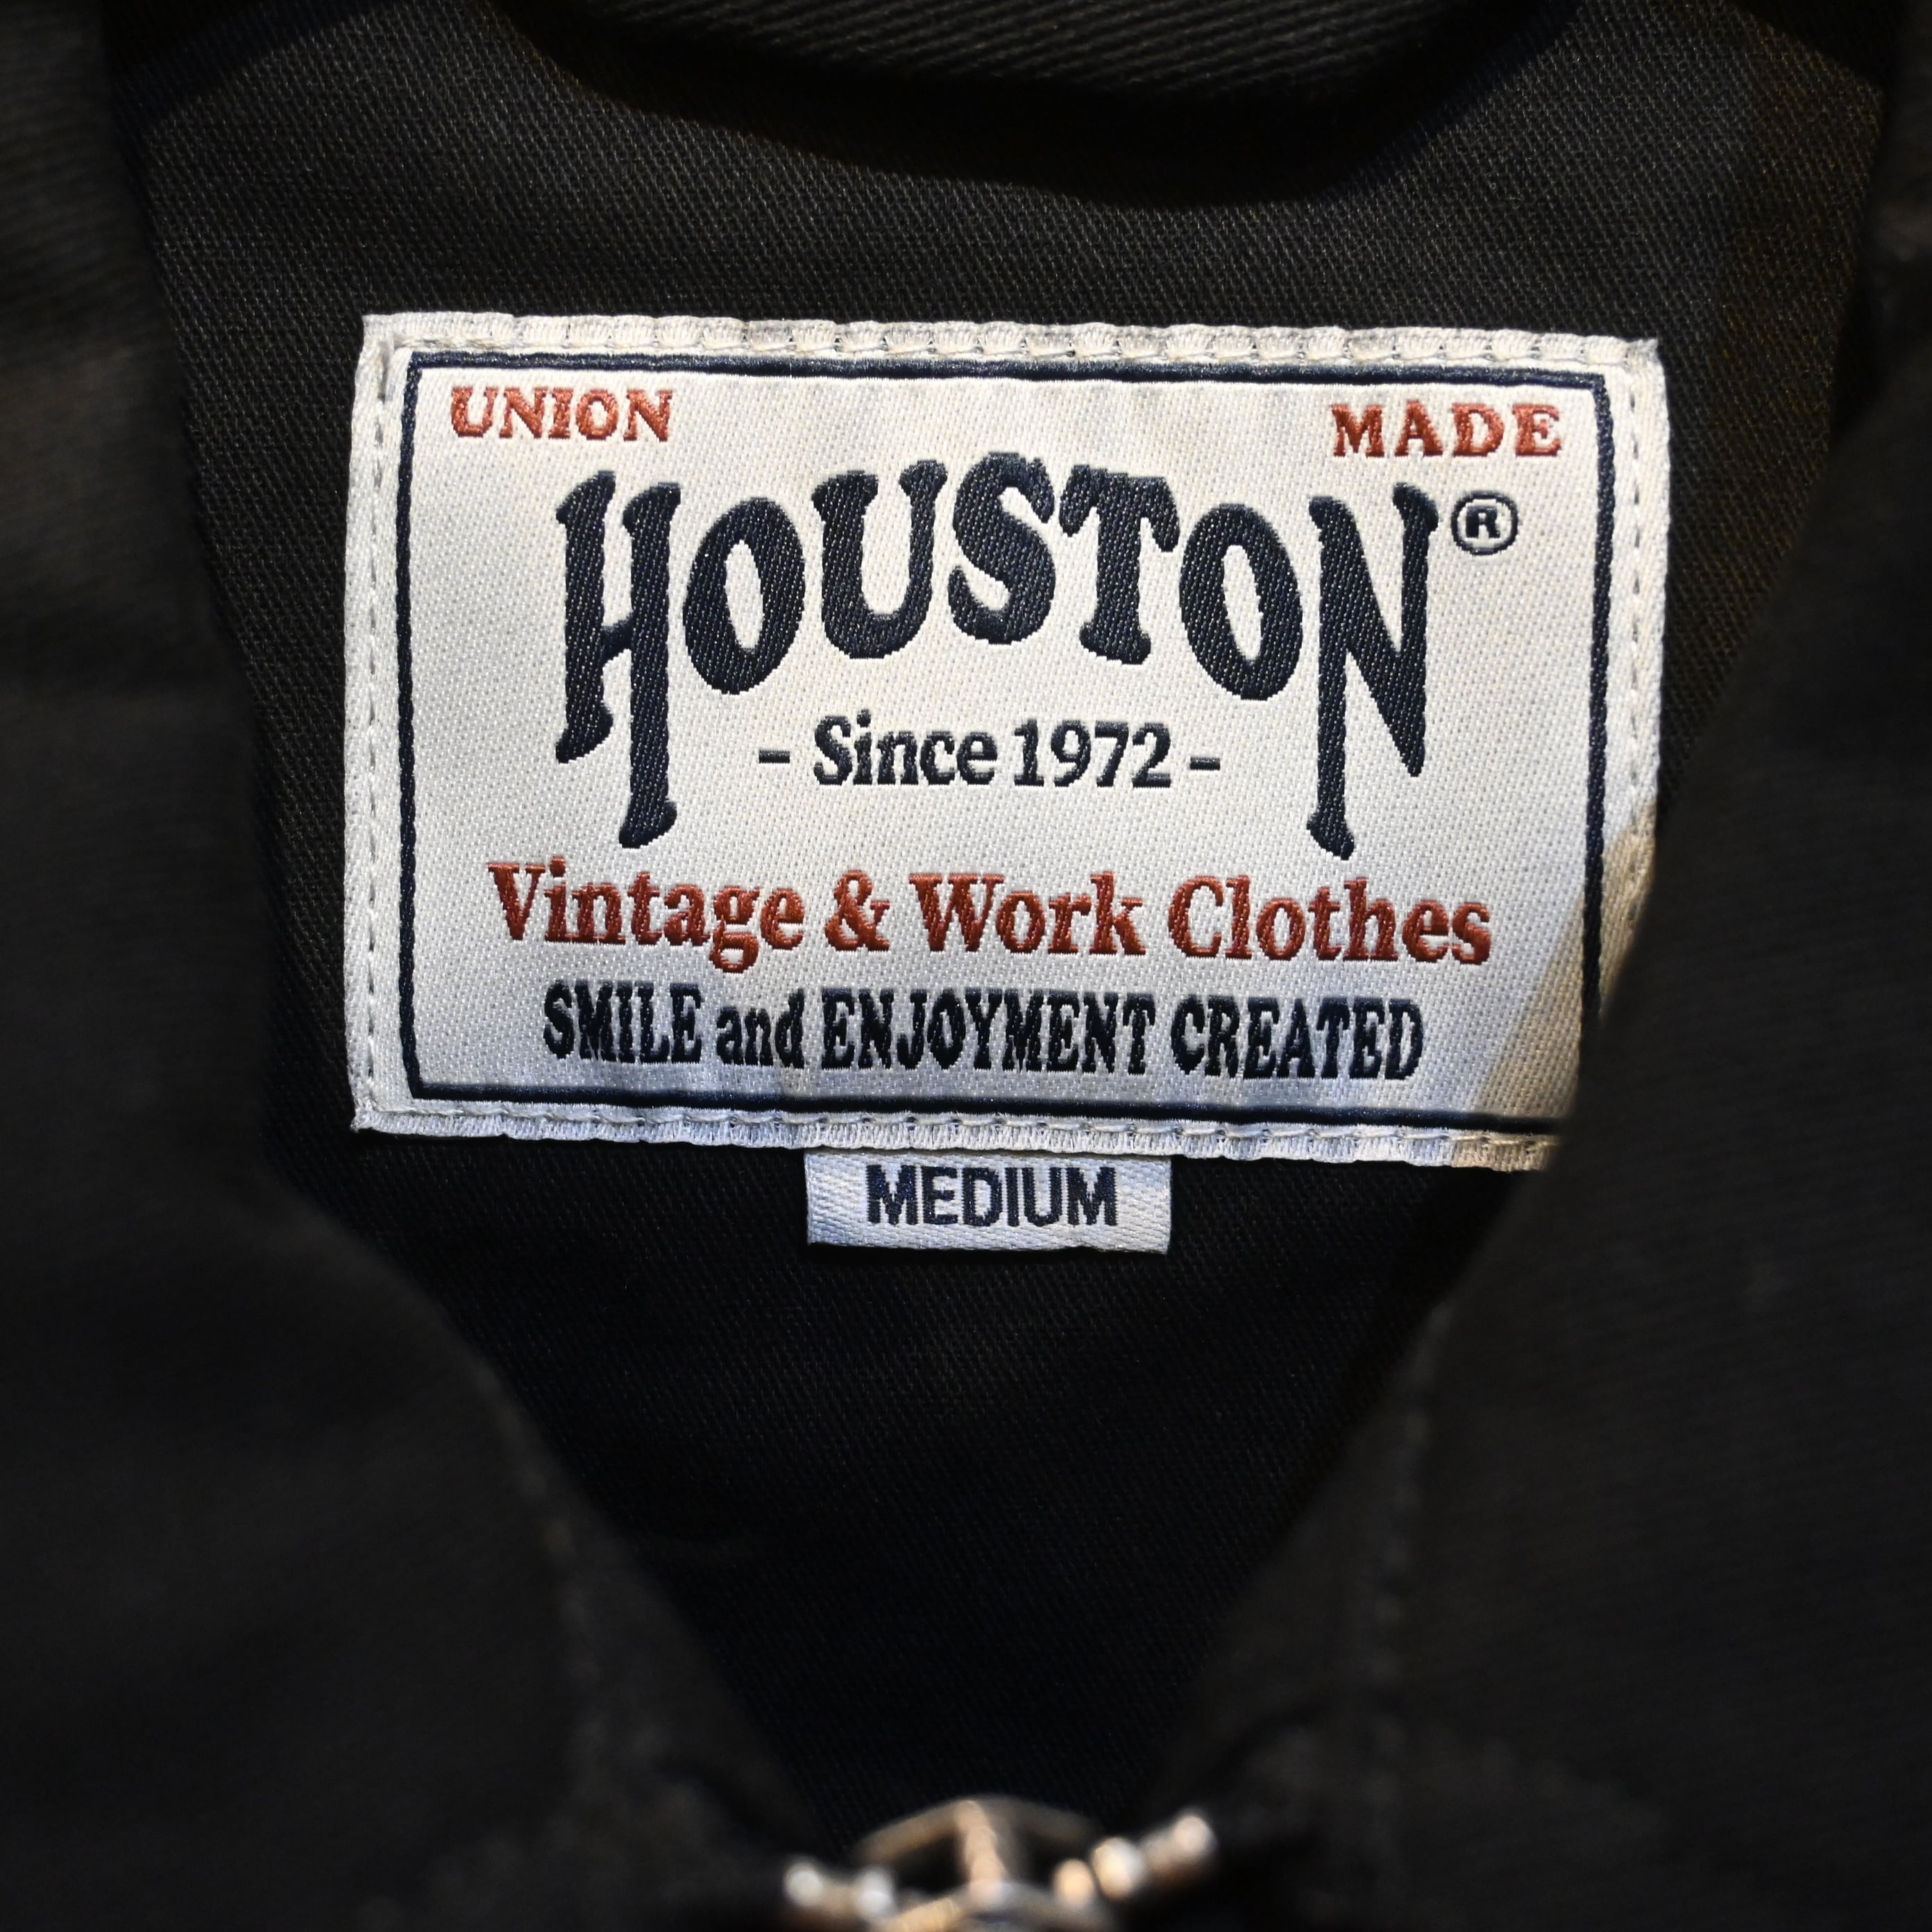 UNION MADE
HOUSTON®
- Since 1972 -
Vintage & Work Clothes
SMILE and ENJOYMENT CREATED
MEDIUM